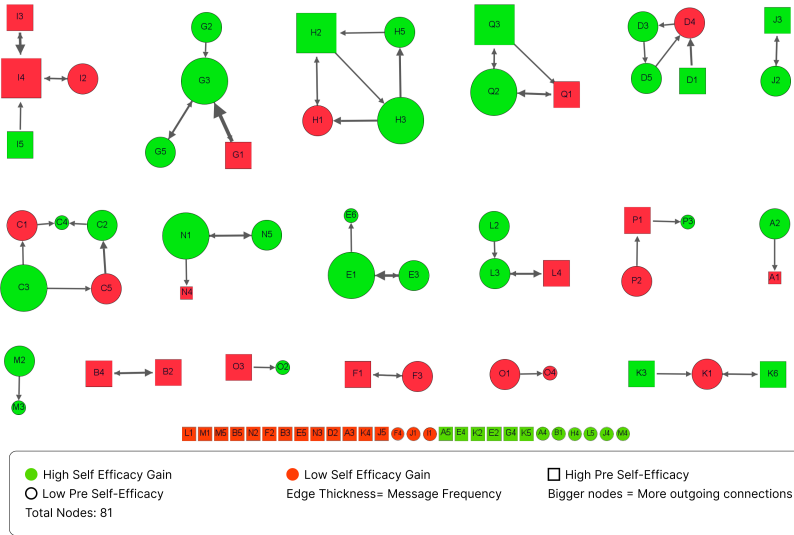 I3
I4
I2
I5
G2
G3
G5
G1
H2
H5
H1
H3
Q3
Q2
Q1
D3
D4
D5
D1
J3
J2
C1
C4
C2
C3
C5
N1
N5
N4
E6
E1
E3
L2
L3
L4
P1
P3
P2
A2
A1
M2
M3
B4
B2
O3
O2
F1
F3
O1
O4
K3
K1
K6
L1 M1 M5 B5 N2 F2 B3 E5 N3 D2 A3 K4 J5 F4 J1 I1 A5 E4 K2 E2 G4 K5 A4 B1 H4 L5 J4 M4
High Self Efficacy Gain
Low Self Efficacy Gain
High Pre Self-Efficacy
Low Pre Self-Efficacy
Edge Thickness= Message Frequency
Bigger nodes = More outgoing connections
Total Nodes: 81